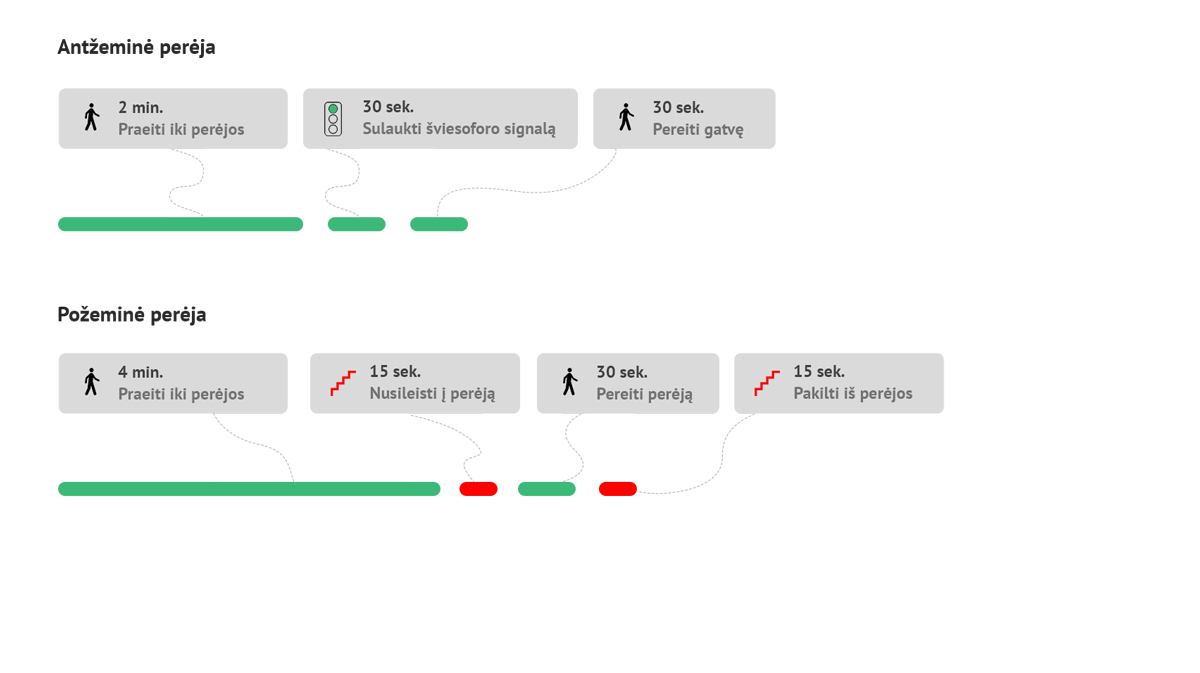 Antžeminė perėja
2 min.
Praeiti iki perėjos
30 sek.
Sulaukti šviesoforo signalą
30 sek.
Pereiti gatvę
Požeminė perėja
4 min.
Praeiti iki perėjos
15 sek.
Nusileisti į perėją
30 sek.
Pereiti perėją
15 sek.
Pakilti iš perėjos